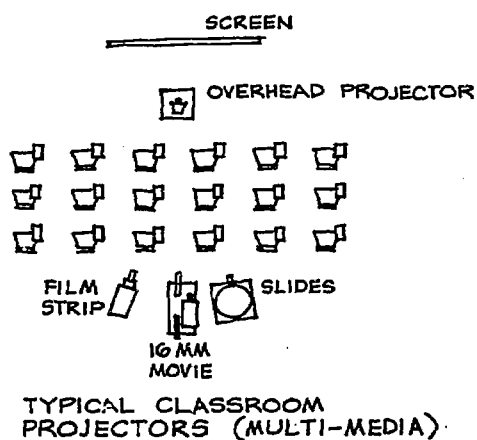 SCREEN
OVERHEAD PROJECTOR
FILM
STRIP
SLIDES
16 MM
MOVIE
TYPICAL CLASSROOM
PROJECTORS (MULTI-MEDIA)